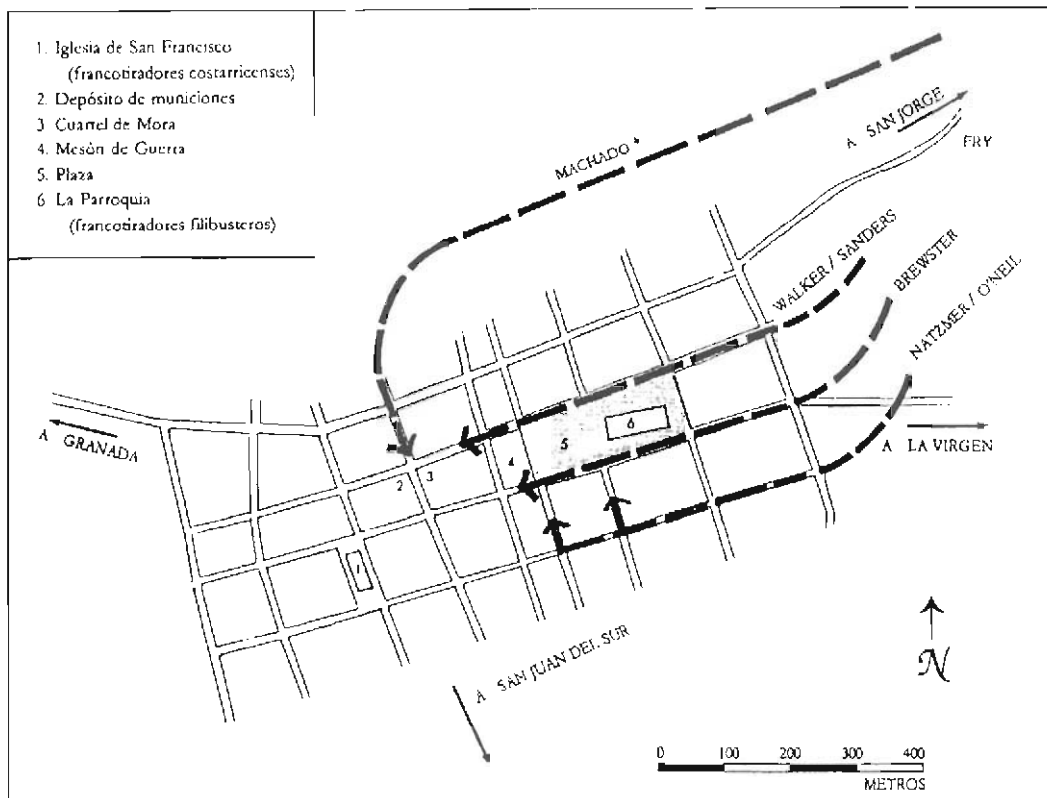 1. Iglesia de San Francisco
(francotiradores costarricenses)
2. Depósito de municiones
3 Cuartel de Mora
4. Mesón de Guerra
5. Plaza
6 La Parroquia
(francotiradores filibusteros)
MACHADO
A SAN JORGE
FRY
WALKER / SANDERS
BREWSTER
NATZMER / O'NEIL
A GRANADA
A LA VIRGEN
6
5
4
3
2
1
A SAN JUAN DEL SUR
N
0 100 200 300 400
METROS